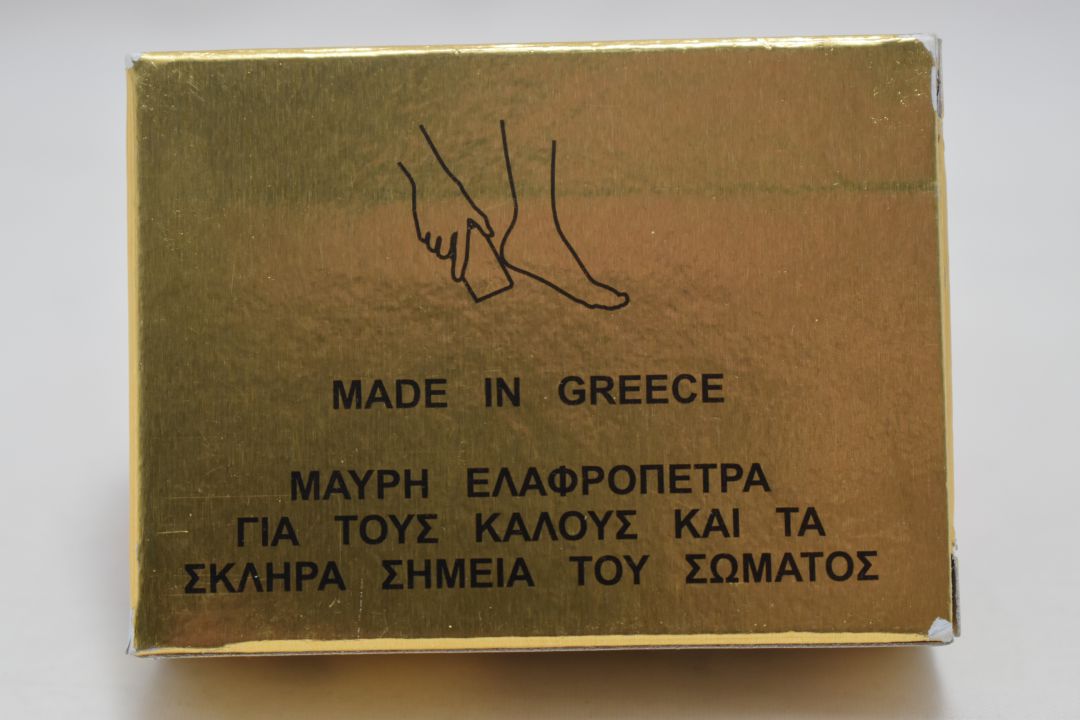 MADE IN GREECE
ΜΑΥΡΗ ΕΛΑΦΡΟΠΕΤΡΑ
ΓΙΑ ΤΟΥΣ ΚΑΛΟΥΣ ΚΑΙ ΤΑ
ΣΚΛΗΡΑ ΣΗΜΕΙΑ ΤΟΥ ΣΩΜΑΤΟΣ